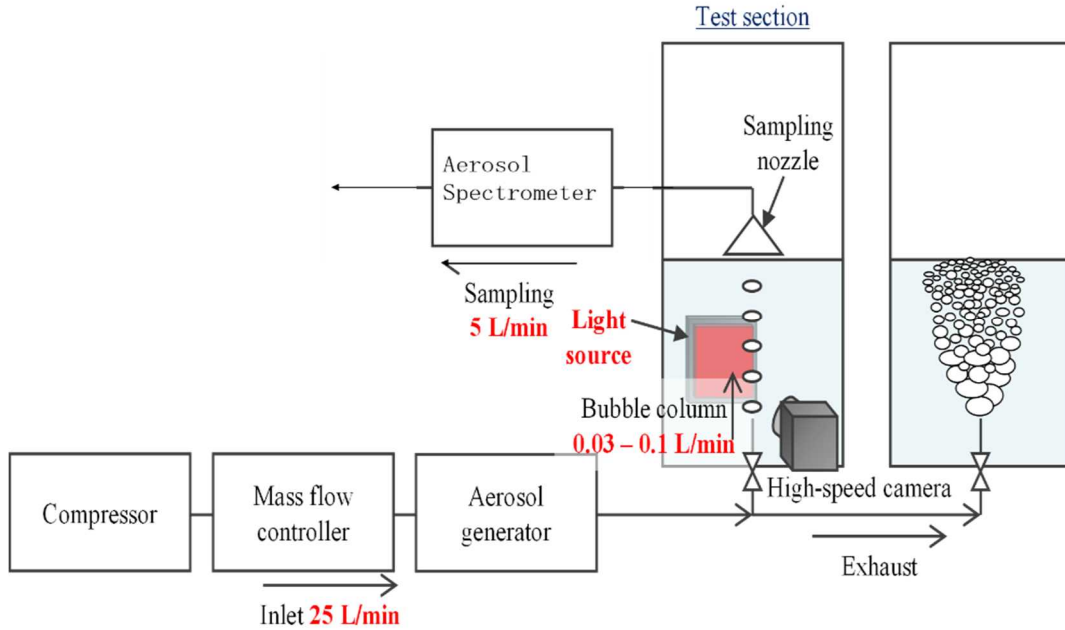 Test section
Sampling
nozzle
Aerosol
Spectrometer
Sampling
5 L/min
Light
source
Bubble column
0.03 – 0.1 L/min
High-speed camera
Compressor
Mass flow
controller
Aerosol
generator
Exhaust
Inlet 25 L/min